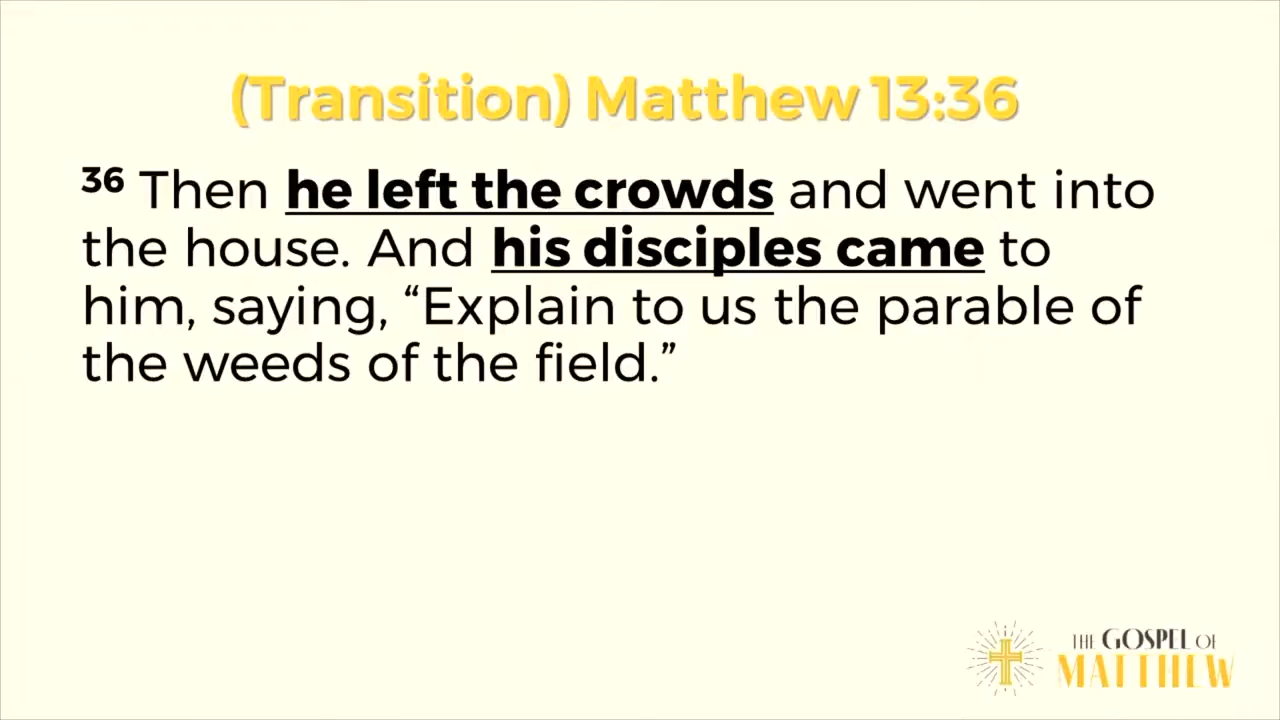 (Transition) Matthew 13:36
36 Then he left the crowds and went into
the house. And his disciples came to
him, saying, “Explain to us the parable of
the weeds of the field.”
THE GOSPEL OF
MATTHEW